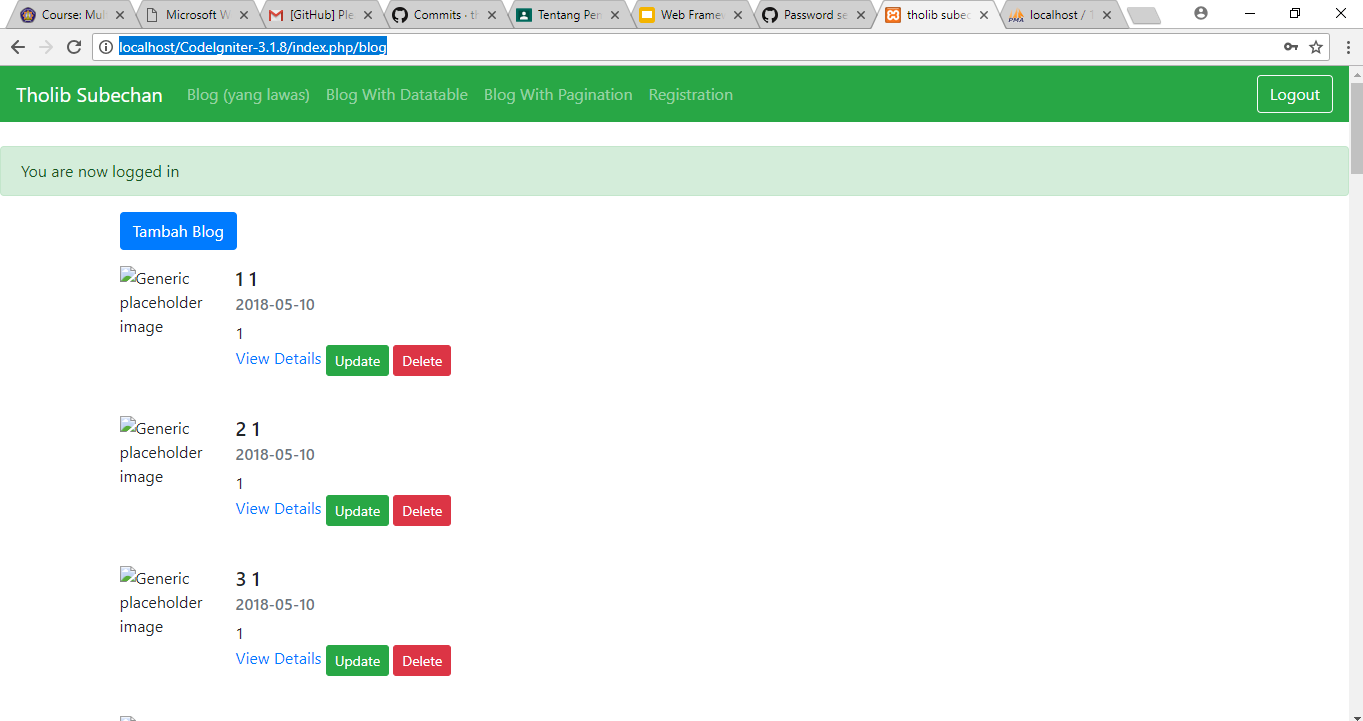 Course: Mul
Microsoft W
[GitHub] Ple
Commits · th
Tentang Per
Web Framew
Password se
tholib subec
localhost / 1
localhost/CodeIgniter-3.1.8/index.php/blog
Tholib Subechan Blog (yang lawas) Blog With Datatable Blog With Pagination Registration Logout
You are now logged in
Tambah Blog
Generic placeholder image
1 1
2018-05-10
1
View Details Update Delete
Generic placeholder image
2 1
2018-05-10
1
View Details Update Delete
Generic placeholder image
3 1
2018-05-10
1
View Details Update Delete